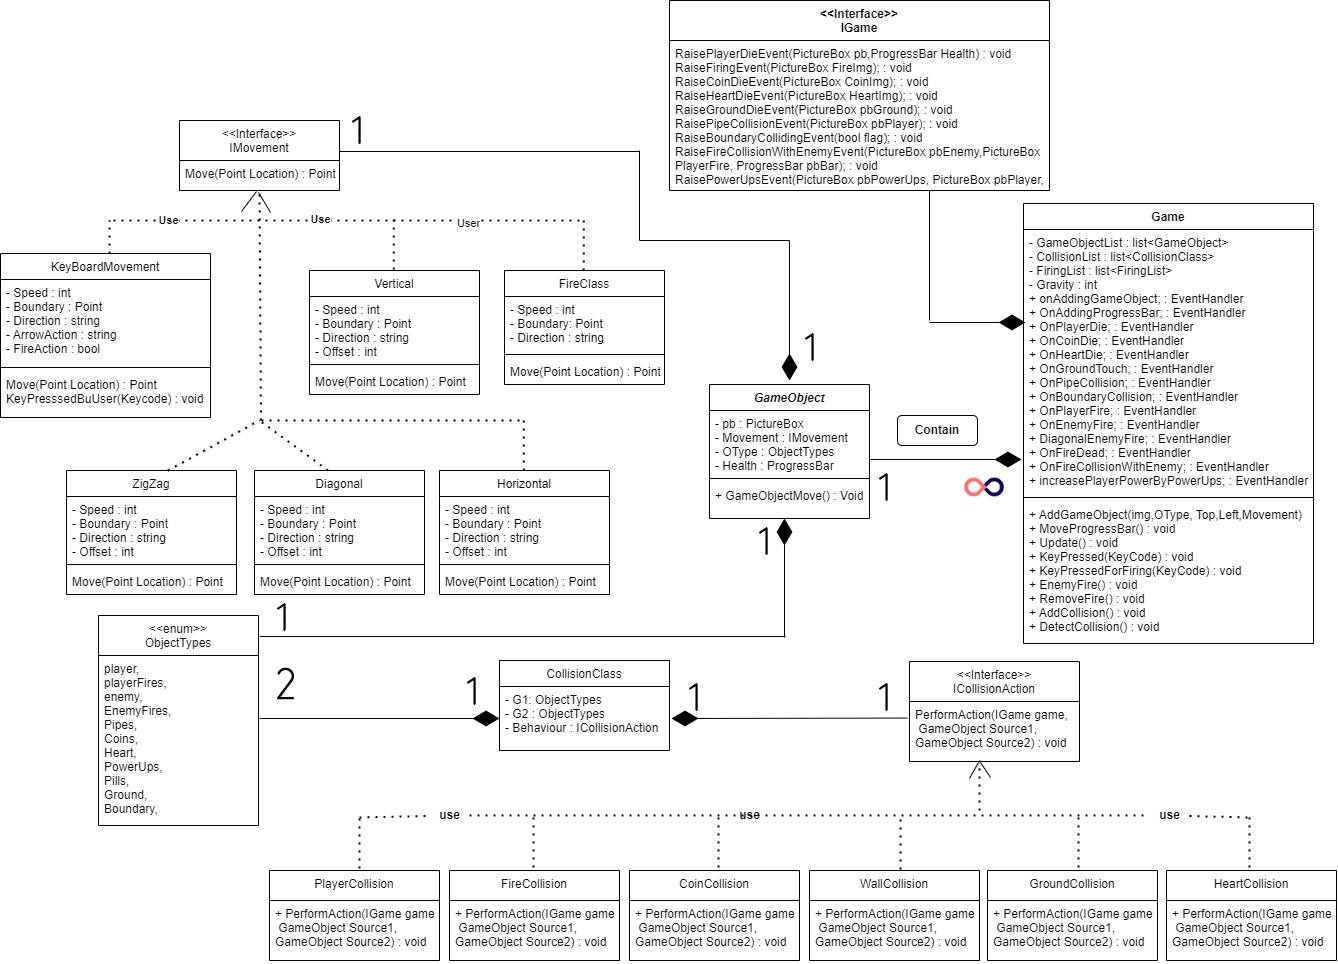 <<Interface>>
IGame
RaisePlayerDieEvent(PictureBox pb,ProgressBar Health) : void
RaiseFiringEvent(PictureBox FireImg); : void
RaiseCoinDieEvent(PictureBox CoinImg); : void
RaiseHeartDieEvent(PictureBox HeartImg); : void
RaiseGroundDieEvent(PictureBox pbGround); : void
RaisePipeCollisionEvent(PictureBox pbPlayer); : void
RaiseBoundaryCollidingEvent(bool flag); : void
RaiseFireCollisionWithEnemyEvent(PictureBox pbEnemy,PictureBox
PlayerFire, ProgressBar pbBar); : void
RaisePowerUpsEvent(PictureBox pbPowerUps, PictureBox pbPlayer,
<<Interface>>
IMovement
Move(Point Location) : Point
1
Use
Use
User
KeyBoardMovement
- Speed : int
- Boundary : Point
- Direction : string
- ArrowAction : string
- FireAction : bool
Move(Point Location) : Point
KeyPresssedBuUser(Keycode) : void
Vertical
- Speed : int
- Boundary : Point
- Direction : string
- Offset : int
Move(Point Location) : Point
FireClass
- Speed : int
- Boundary: Point
- Direction : string
Move(Point Location) : Point
Game
- GameObjectList : list<GameObject>
- CollisionList : list<CollisionClass>
- FiringList : list<FiringList>
- Gravity : int
+ onAddingGameObject; : EventHandler
+ OnAddingProgressBar; : EventHandler
+ OnPlayerDie; : EventHandler
+ OnCoinDie; : EventHandler
+ OnHeartDie; : EventHandler
+ OnGroundTouch; : EventHandler
+ OnPipeCollision; : EventHandler
+ OnBoundaryCollision; : EventHandler
+ OnPlayerFire; : EventHandler
+ OnEnemyFire; : EventHandler
+ DiagonalEnemyFire; : EventHandler
+ OnFireDead; : EventHandler
+ OnFireCollisionWithEnemy; : EventHandler
+ increasePlayerPowerByPowerUps; : EventHandler
+ AddGameObject(img,OType, Top,Left,Movement)
+ MoveProgressBar() : void
+ Update() : void
+ KeyPressed(KeyCode) : void
+ KeyPressedForFiring(KeyCode) : void
+ EnemyFire() : void
+ RemoveFire() : void
+ AddCollision() : void
+ DetectCollision() : void
1
GameObject
- pb : PictureBox
- Movement : IMovement
- OType : ObjectTypes
- Health : ProgressBar
+ GameObjectMove() : Void
Contain
1
1
ZigZag
- Speed : int
- Boundary : Point
- Direction : string
- Offset : int
Move(Point Location) : Point
Diagonal
- Speed : int
- Boundary : Point
- Direction : string
- Offset : int
Move(Point Location) : Point
Horizontal
- Speed : int
- Boundary : Point
- Direction : string
- Offset : int
Move(Point Location) : Point
<<enum>>
ObjectTypes
player,
playerFires,
enemy,
EnemyFires,
Pipes,
Coins,
Heart,
PowerUps,
Pills,
Ground,
Boundary,
1
2
1
CollisionClass
- G1: ObjectTypes
- G2 : ObjectTypes
- Behaviour : ICollisionAction
1
1
<<Interface>>
ICollisionAction
PerformAction(IGame game,
GameObject Source1,
GameObject Source2) : void
use
use
use
PlayerCollision
+ PerformAction(IGame game
GameObject Source1,
GameObject Source2) : void
FireCollision
+ PerformAction(IGame game
GameObject Source1,
GameObject Source2) : void
CoinCollision
+ PerformAction(IGame game
GameObject Source1,
GameObject Source2) : void
WallCollision
+ PerformAction(IGame game
GameObject Source1,
GameObject Source2) : void
GroundCollision
+ PerformAction(IGame game
GameObject Source1,
GameObject Source2) : void
HeartCollision
+ PerformAction(IGame game
GameObject Source1,
GameObject Source2) : void